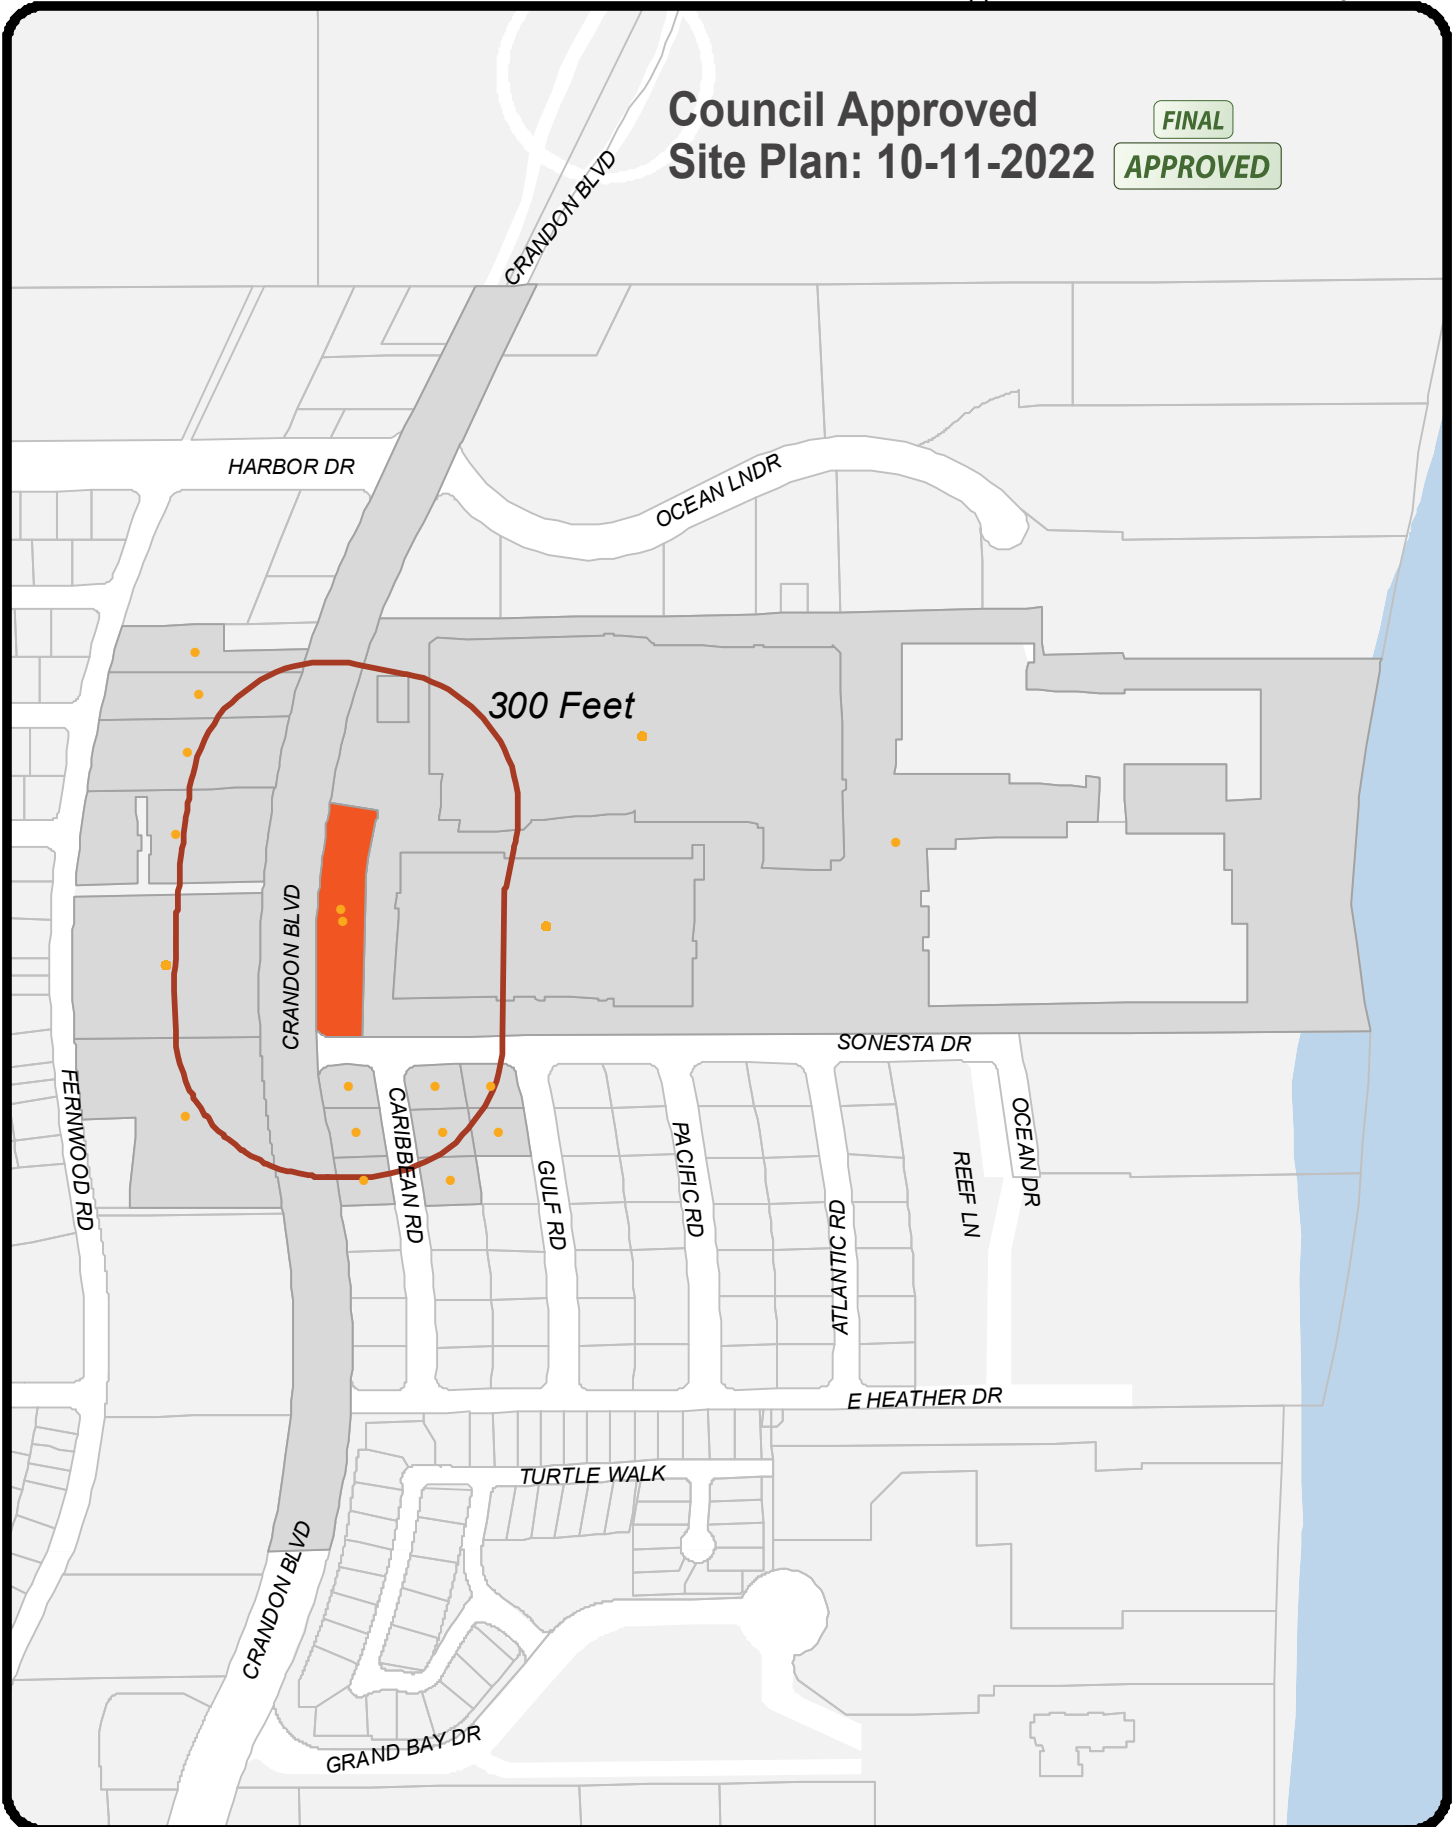 Council Approved
Site Plan: 10-11-2022
FINAL
APPROVED
CRANDON BLVD
HARBOR DR
OCEAN LNDR
300 Feet
CRANDON BLVD
SONESTA DR
FERNWOOD RD
CARIBBEAN RD
GULF RD
PACIFIC RD
ATLANTIC RD
REEF LN
OCEAN DR
E HEATHER DR
TURTLE WALK
CRANDON BLVD
GRAND BAY DR